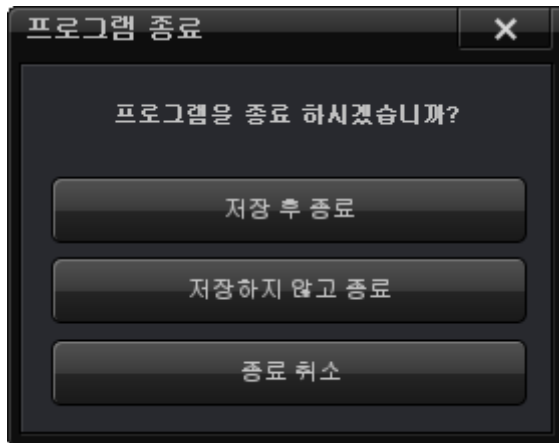 프로그램 종료
프로그램을 종료 하시겠습니까?
저장 후 종료
저장하지 않고 종료
종료 취소